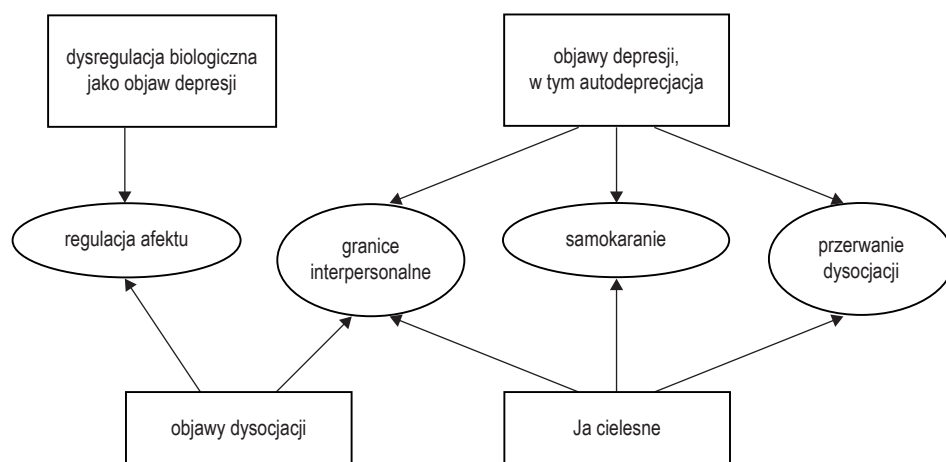 dysregulacja biologiczna
jako objaw depresji
objawy depresji,
w tym autodeprecjacja
regulacja afektu
granice
interpersonalne
samokaranie
przerwanie
dysocjacji
objawy dysocjacji
Ja cielesne